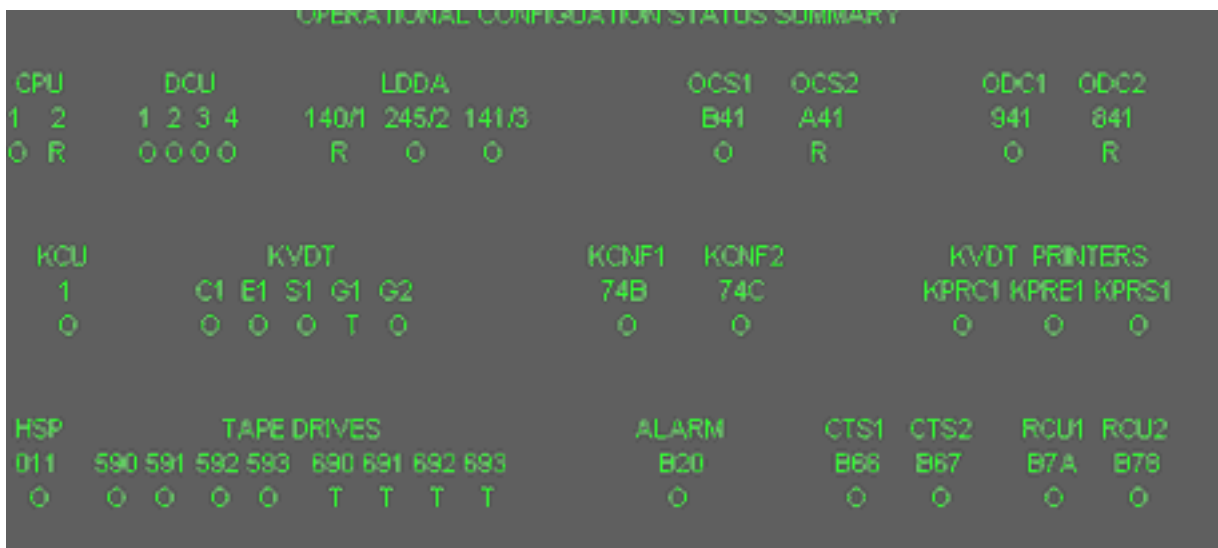 OPERATIONAL CONFIGUATION STATUS SUMMARY
CPU DCU LDDA OCS1 OCS2 ODC1 ODC2
1 2 1 2 3 4 140/1 245/2 141/3 B41 A41 941 841
O R O O O O R O O O R O R
KCU KVDT KCNF1 KCNF2 KVDT PRINTERS
1 C1 E1 S1 G1 G2 74B 74C KPRC1 KPRE1 KPRS1
O O O O T O O O O O O
HSP TAPE DRIVES ALARM CTS1 CTS2 RCU1 RCU2
011 590 591 592 593 690 691 692 693 B20 B66 B67 B7A B78
O O O O O T T T T O O O O O